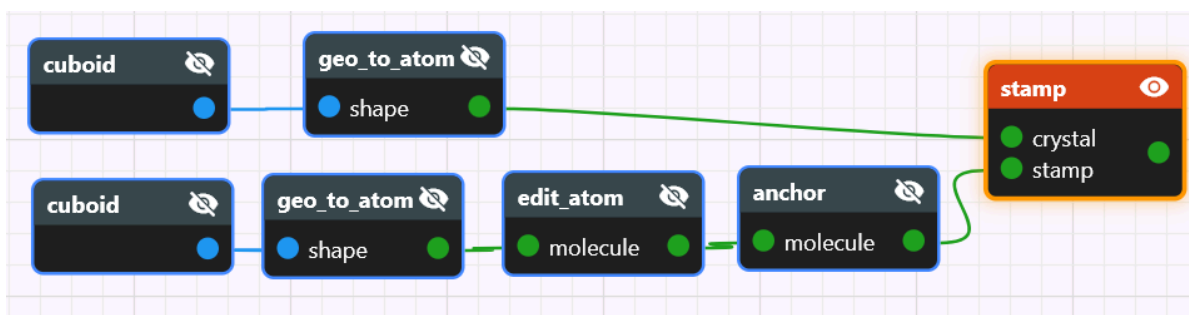 cuboid
geo_to_atom
shape
stamp
crystal
stamp
cuboid
geo_to_atom
shape
edit_atom
molecule
anchor
molecule